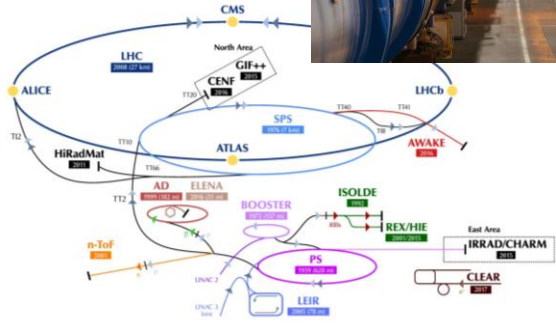 CMS
LHC
2008 (27 km)
North Area
GIF++
2015
CENF
2016
ALICE
LHCb
TT20
TT40
TT41
SPS
1976 (7 km)
TI2
TI8
TT10
AWAKE
2016
HiRadMat
2011
ATLAS
TT66
AD
1999 (182 m)
ELENA
2016 (31 m)
TT2
ISOLDE
1992
BOOSTER
1972 (157 m)
RIBs
REX/HIE
2001/2015
East Area
n-ToF
2001
IRRAD/CHARM
2015
PS
1959 (628 m)
LINAC 2
CLEAR
2017
LINAC 3
Ions
LEIR
2005 (78 m)